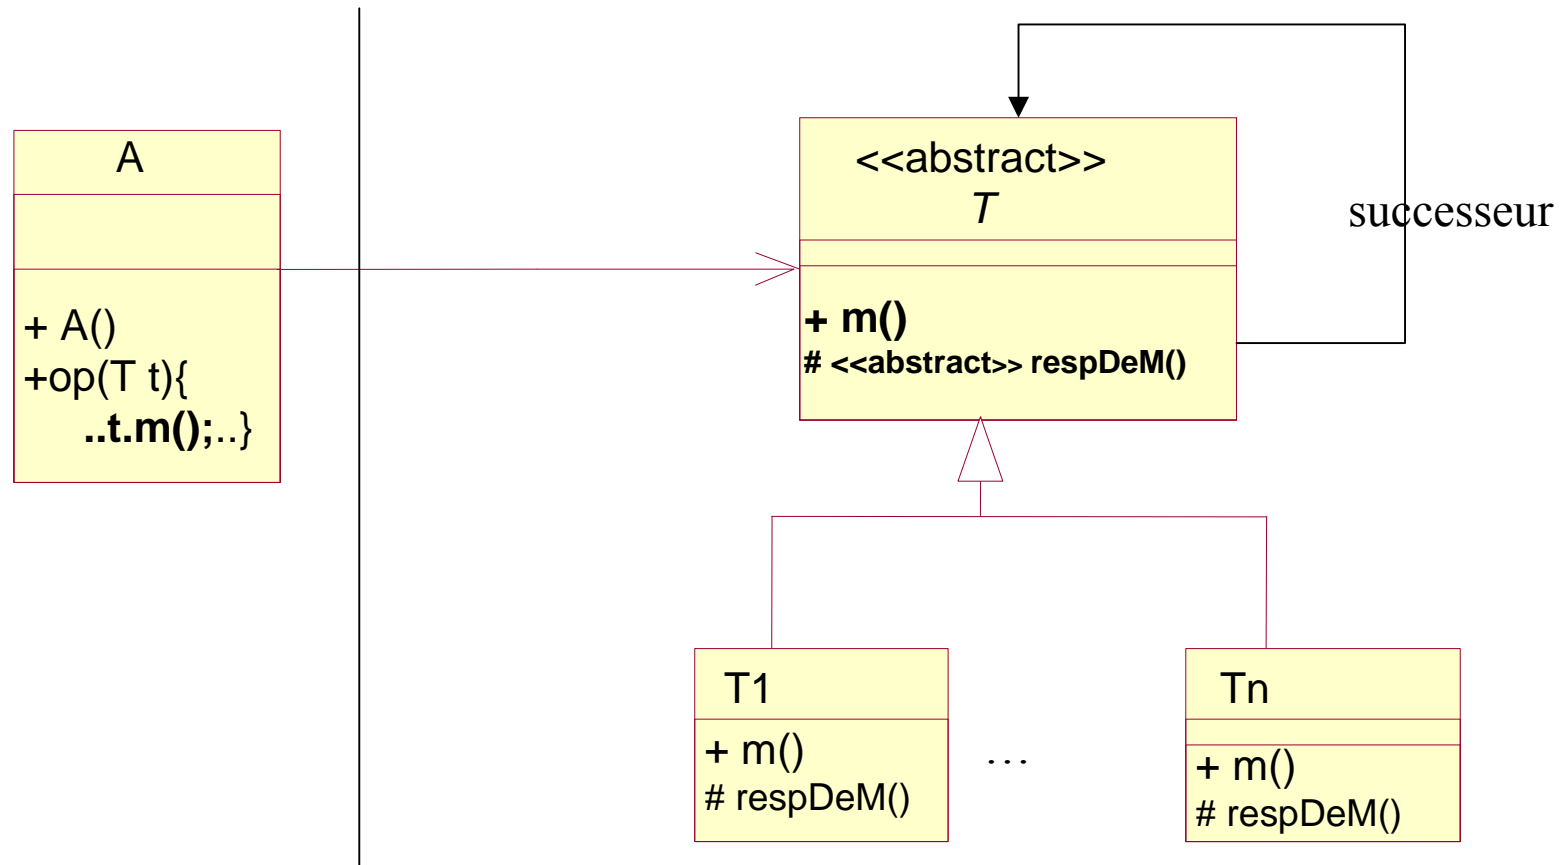 A
+ A()
+op(T t){
..t.m();..}
<<abstract>>
T
+ m()
# <<abstract>> respDeM()
successeur
T1
+ m()
# respDeM()
...
Tn
+ m()
# respDeM()